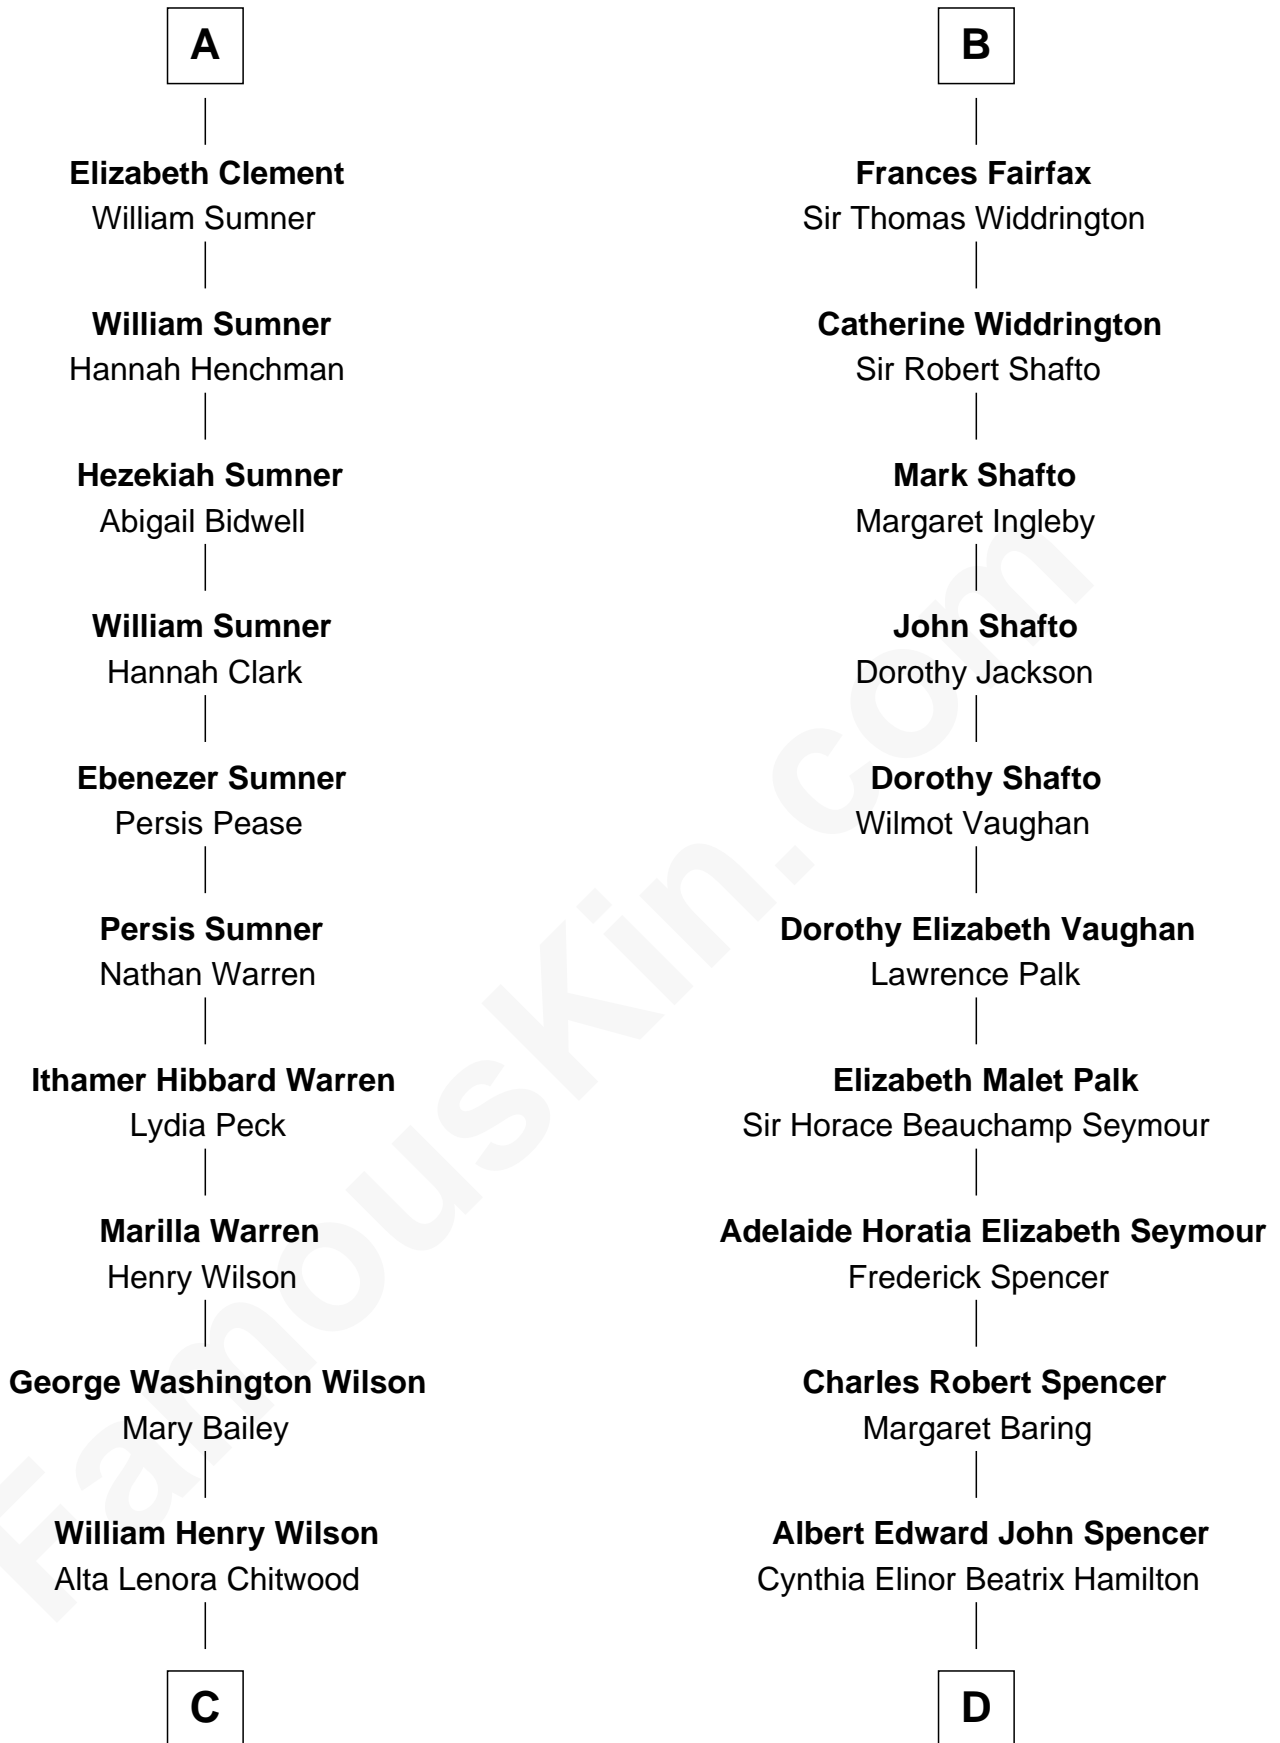 A
Elizabeth Clement
William Sumner
William Sumner
Hannah Henchman
Hezekiah Sumner
Abigail Bidwell
William Sumner
Hannah Clark
Ebenezer Sumner
Persis Pease
Persis Sumner
Nathan Warren
Ithamer Hibbard Warren
Lydia Peck
Marilla Warren
Henry Wilson
George Washington Wilson
Mary Bailey
William Henry Wilson
Alta Lenora Chitwood
C
B
Frances Fairfax
Sir Thomas Widdrington
Catherine Widdrington
Sir Robert Shafto
Mark Shafto
Margaret Ingleby
John Shafto
Dorothy Jackson
Dorothy Shafto
Wilmot Vaughan
Dorothy Elizabeth Vaughan
Lawrence Palk
Elizabeth Malet Palk
Sir Horace Beauchamp Seymour
Adelaide Horatia Elizabeth Seymour
Frederick Spencer
Charles Robert Spencer
Margaret Baring
Albert Edward John Spencer
Cynthia Elinor Beatrix Hamilton
D
FamousKin.com